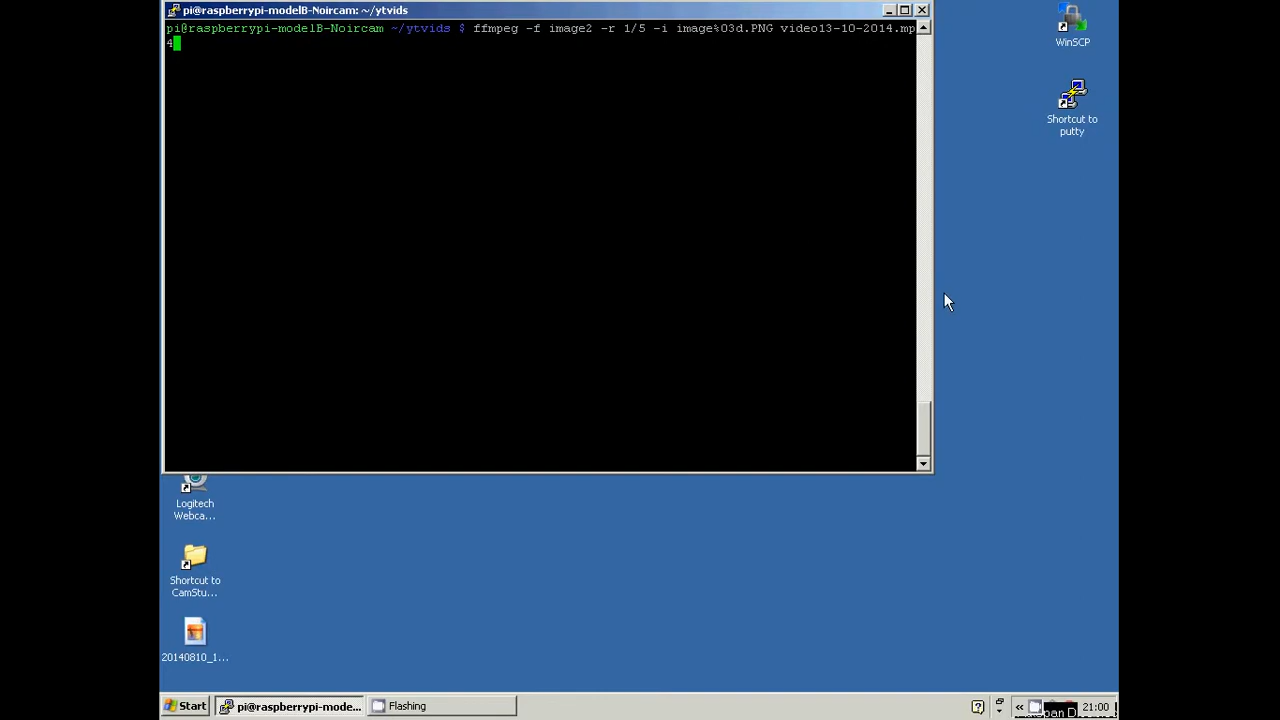 pi@raspberrypi-modelB-Noircam: ~/ytvids
pi@raspberrypi-modelB-Noircam ~/ytvids $ ffmpeg -f image2 -r 1/5 -i image%03d.PNG video13-10-2014.mp
4
WinSCP
Shortcut to
putty
Logitech
Webca...
Shortcut to
CamStu...
20140810_1...
Start
pi@raspberrypi-mode...
Flashing
«
21:00